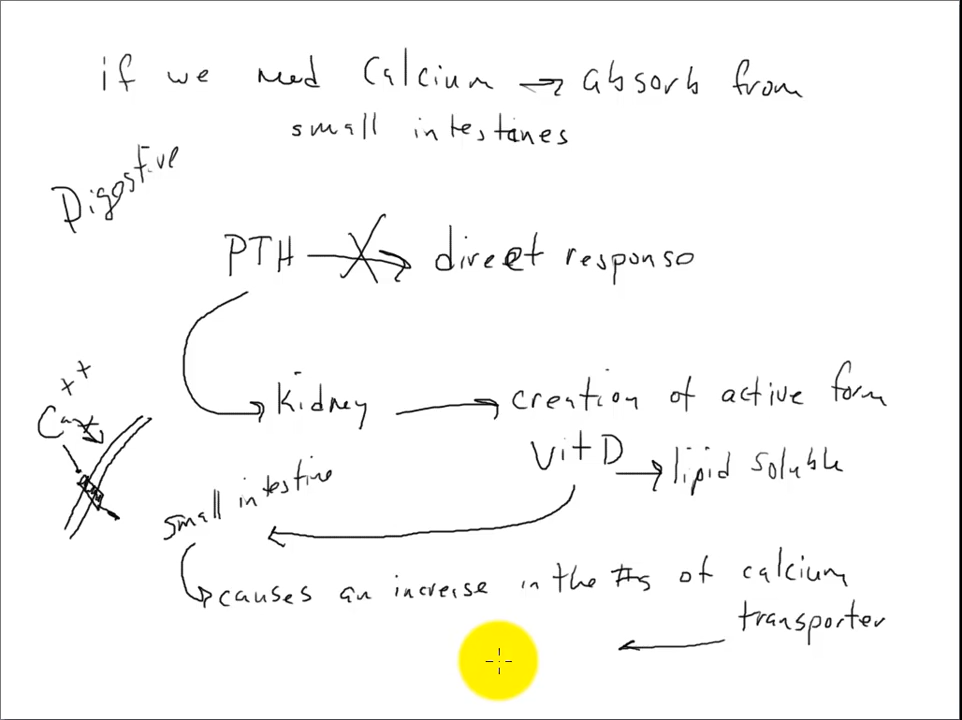 if we need Calcium → absorb from
small intestines
Digestive
PTH → direct response
Kidney → creation of active form
Vit D → lipid soluble
Ca++
small intestine
causes an increase in the #s of calcium
transporter